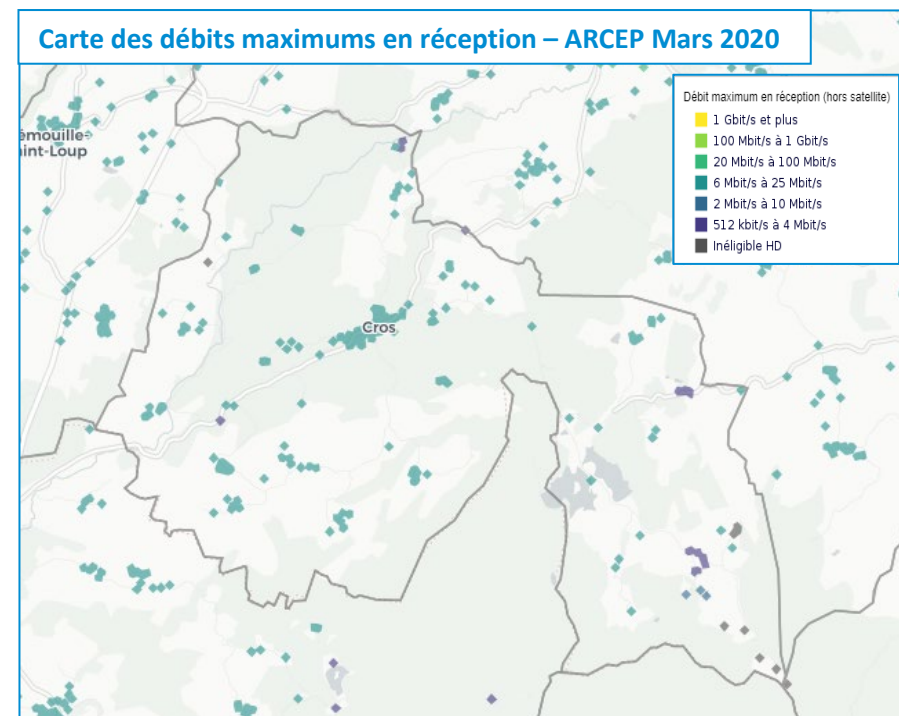 Carte des débits maximums en réception – ARCEP Mars 2020
Débit maximum en réception (hors satellite)
1 Gbit/s et plus
100 Mbit/s à 1 Gbit/s
20 Mbit/s à 100 Mbit/s
6 Mbit/s à 25 Mbit/s
2 Mbit/s à 10 Mbit/s
512 kbit/s à 4 Mbit/s
Inéligible HD
émouille-
int-Loup
Cros